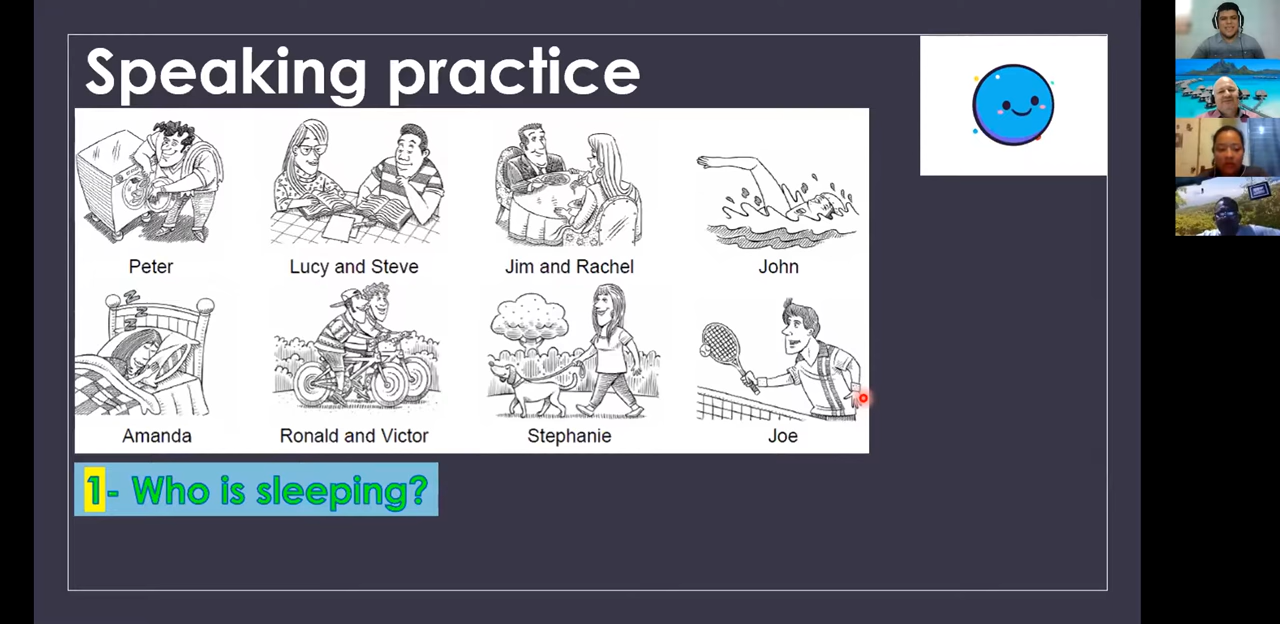 Speaking practice
Peter
Lucy and Steve
Jim and Rachel
John
z z z z
Amanda
Ronald and Victor
Stephanie
Joe
1- Who is sleeping?